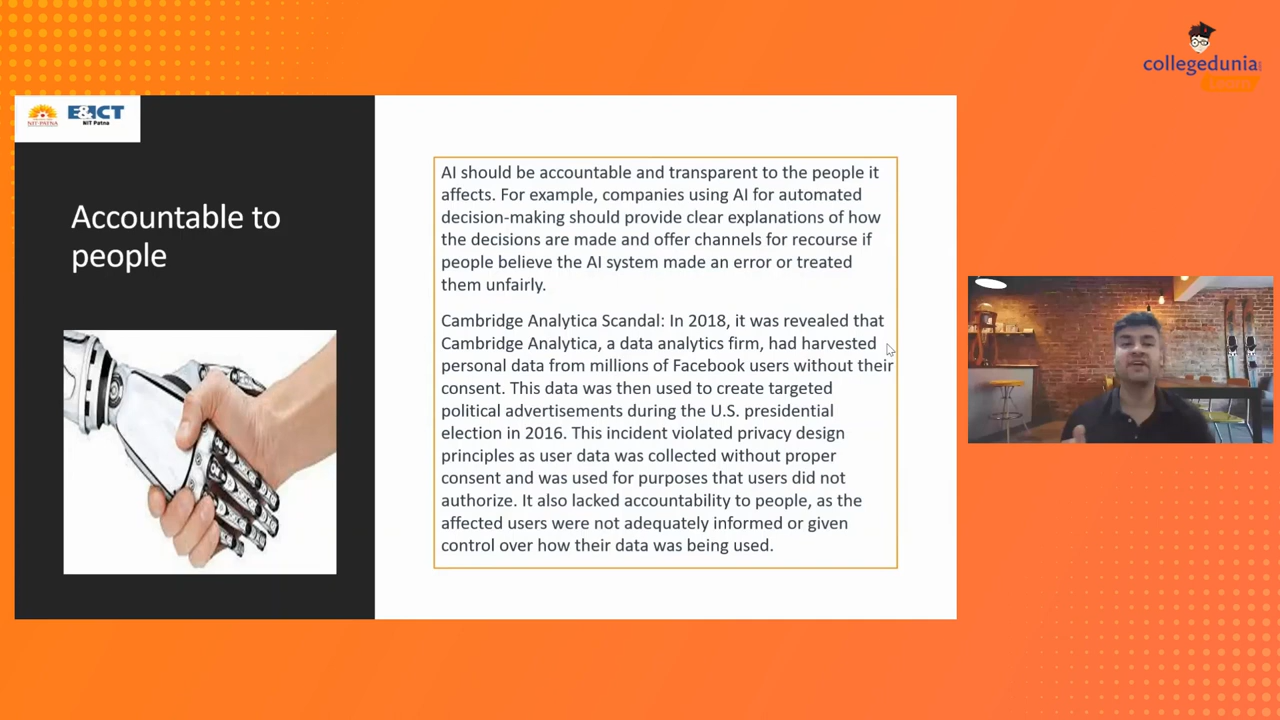 collegedunia
NIT PATNA
E&ICT
NIT Patna
Accountable to
people
AI should be accountable and transparent to the people it
affects. For example, companies using AI for automated
decision-making should provide clear explanations of how
the decisions are made and offer channels for recourse if
people believe the AI system made an error or treated
them unfairly.
Cambridge Analytica Scandal: In 2018, it was revealed that
Cambridge Analytica, a data analytics firm, had harvested
personal data from millions of Facebook users without their
consent. This data was then used to create targeted
political advertisements during the U.S. presidential
election in 2016. This incident violated privacy design
principles as user data was collected without proper
consent and was used for purposes that users did not
authorize. It also lacked accountability to people, as the
affected users were not adequately informed or given
control over how their data was being used.